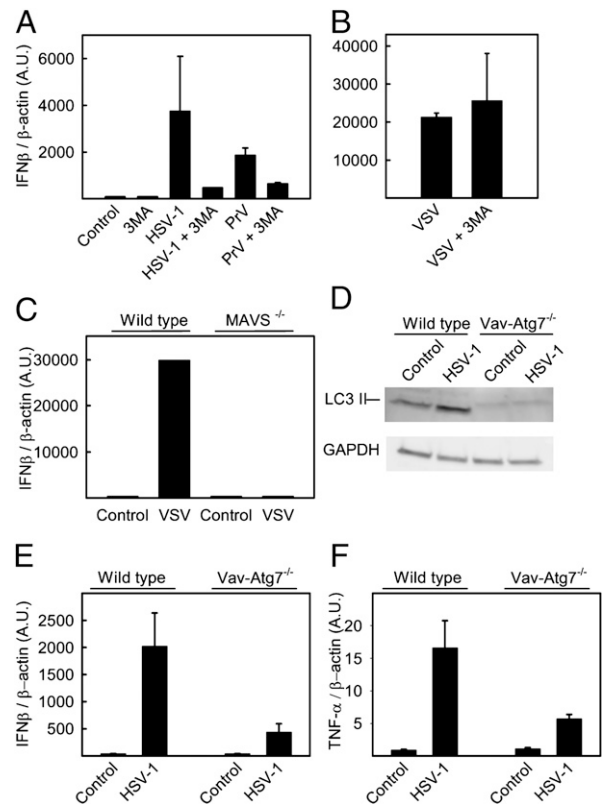 A
IFNβ / β-actin (A.U.)
6000
4000
2000
Control
3MA
HSV-1
HSV-1 + 3MA
PrV
PrV + 3MA
B
40000
30000
20000
10000
VSV
VSV + 3MA
C
Wild type
MAVS -/-
IFNβ / β-actin (A.U.)
30000
20000
10000
Control VSV Control VSV
D
Wild type Vav-Atg7-/-
Control
HSV-1
Control
HSV-1
LC3 II
GAPDH
E
Wild type Vav-Atg7-/-
IFNβ / β–actin (A.U.)
2500
2000
1500
1000
500
Control
HSV-1
Control
HSV-1
F
Wild type Vav-Atg7-/-
TNF-α / β–actin (A.U.)
20
15
10
5
Control
HSV-1
Control
HSV-1